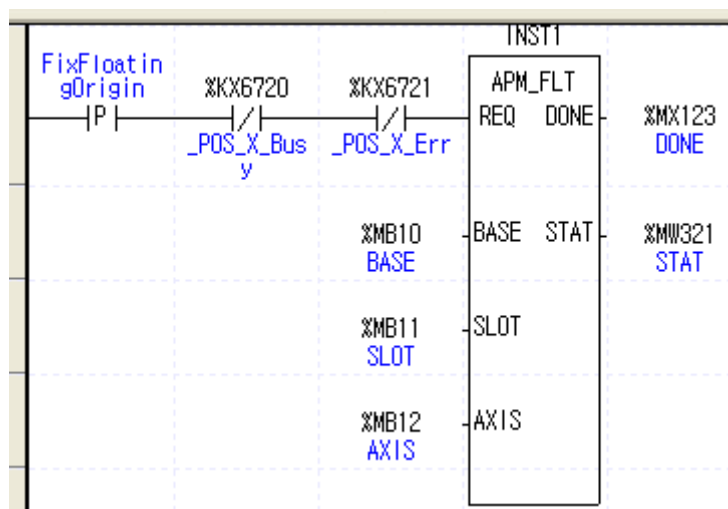 INST1
FixFloatin
gOrigin
%KX6720
%KX6721
APM_FLT
P
REQ DONE
%MX123
_POS_X_Bus
y
_POS_X_Err
DONE
%MB10
BASE STAT
%MW321
BASE
STAT
%MB11
SLOT
SLOT
%MB12
AXIS
AXIS